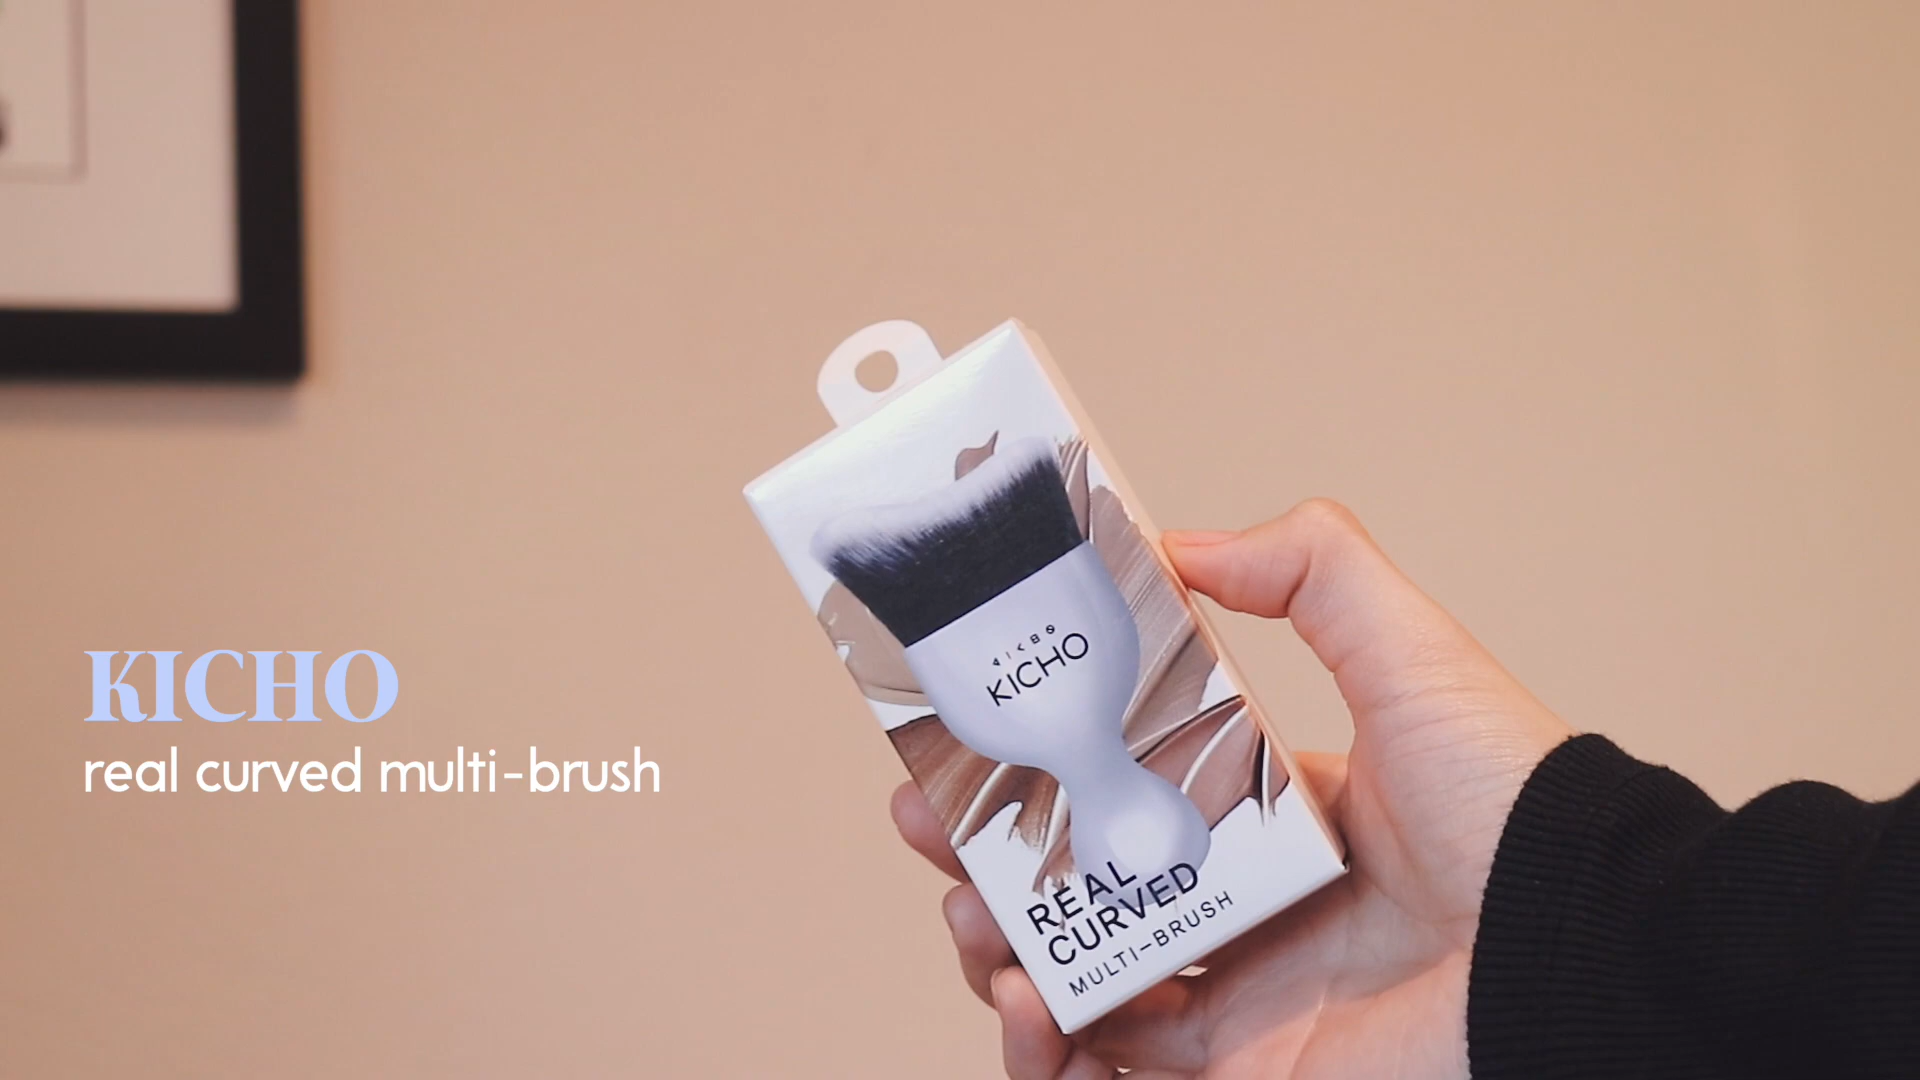 KICHO
real curved multi-brush
KICHO
REAL
CURVED
MULTI-BRUSH